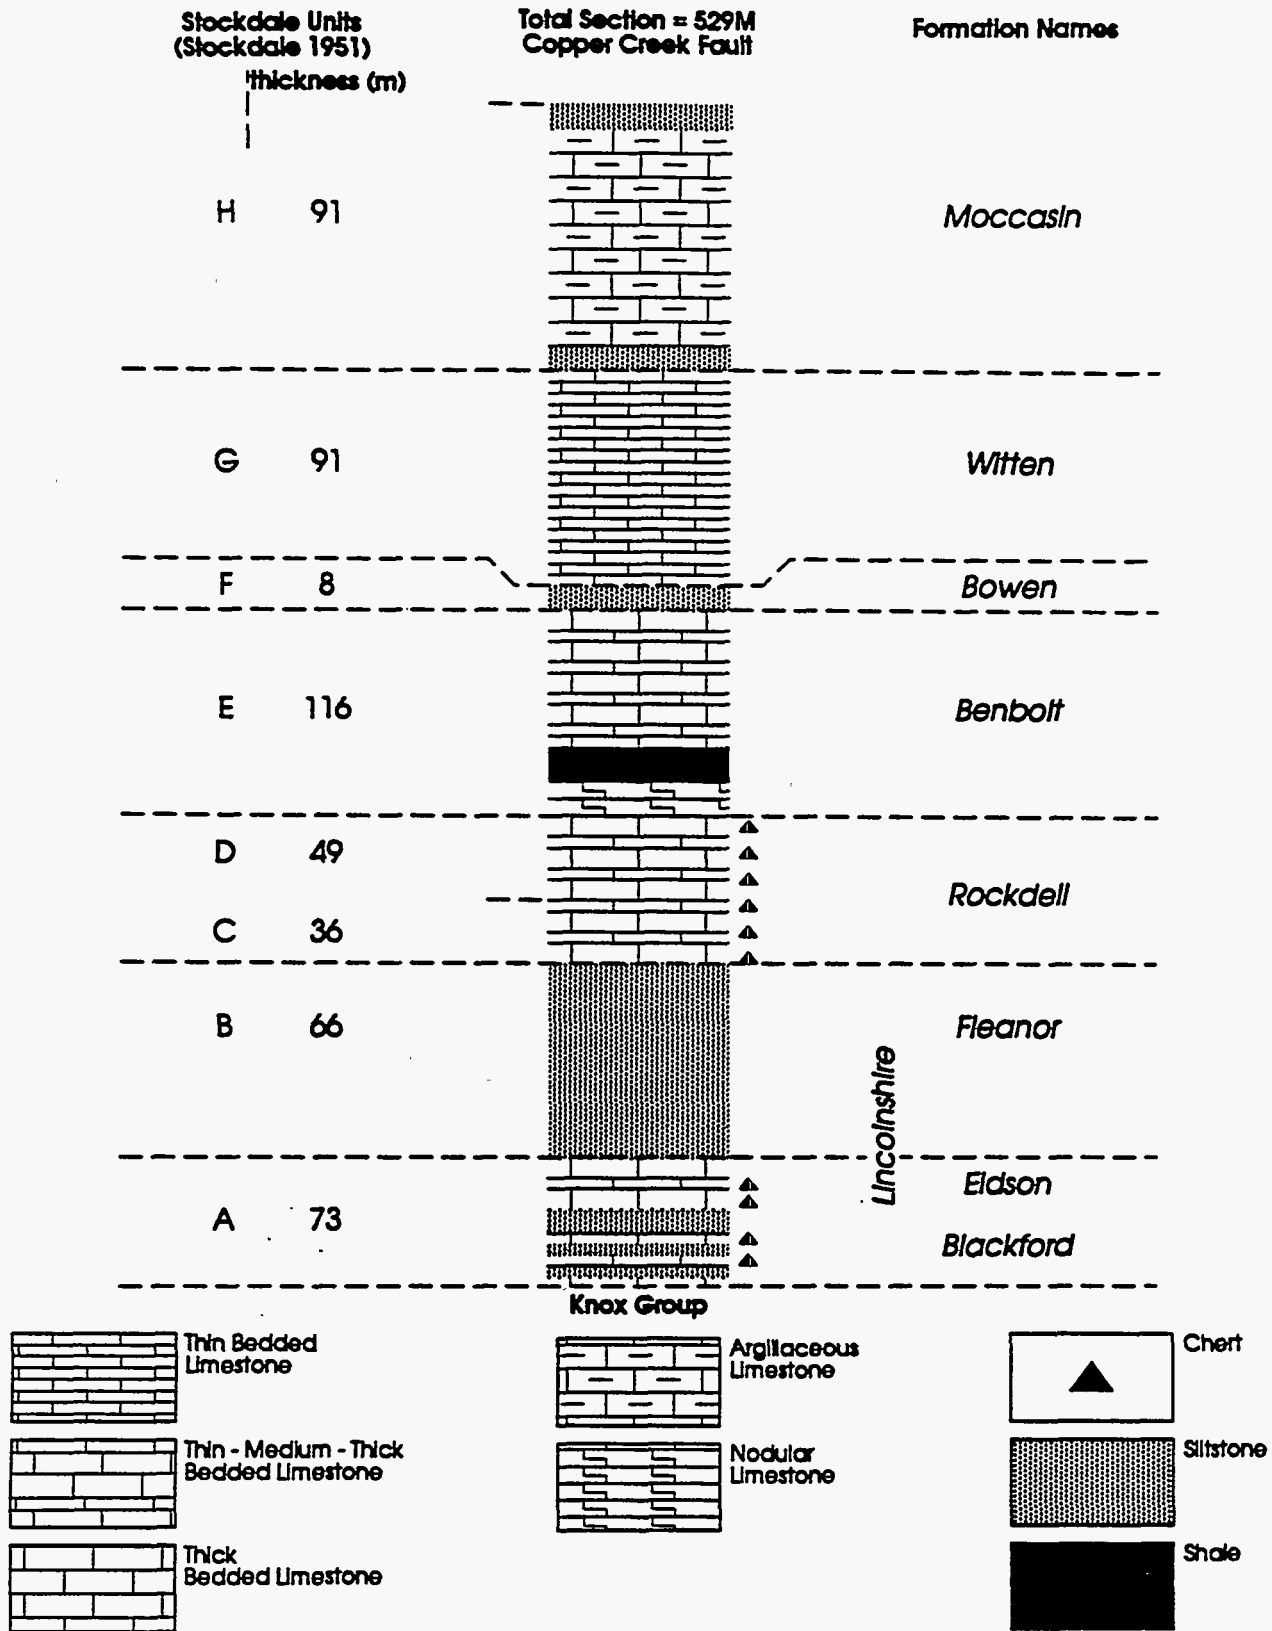 Stockdale Units
(Stockdale 1951)
thickness (m)
Total Section = 529M
Copper Creek Fault
Formation Names
H 91 Moccasin
G 91 Witten
F 8 Bowen
E 116 Benbolt
D 49
Rockdell
C 36
B 66 Fleanor
Lincolnshire
Eidson
A 73
Blackford
Knox Group
Thin Bedded
Limestone
Thin - Medium - Thick
Bedded Limestone
Thick
Bedded Limestone
Argillaceous
Limestone
Nodular
Limestone
Chert
Siltstone
Shale